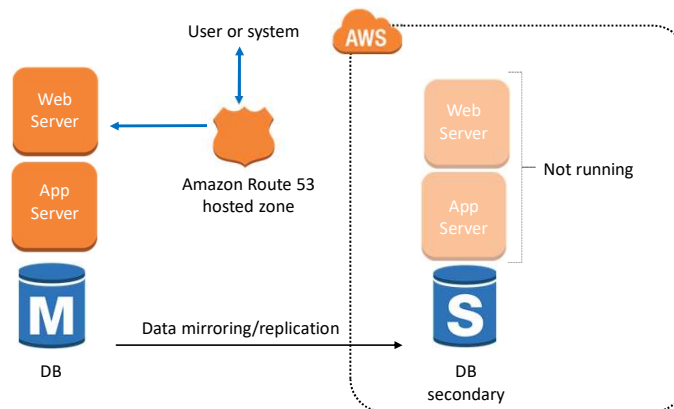 User or system
AWS
Web
Server
Web
Server
Amazon Route 53
hosted zone
Not running
App
Server
App
Server
M
S
Data mirroring/replication
DB
DB
secondary